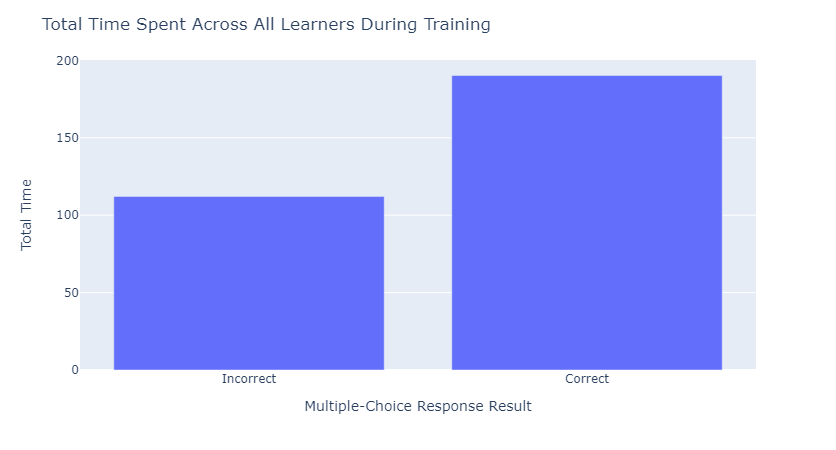 Total Time Spent Across All Learners During Training
200
150
100
50
0
Total Time
Incorrect
Correct
Multiple-Choice Response Result